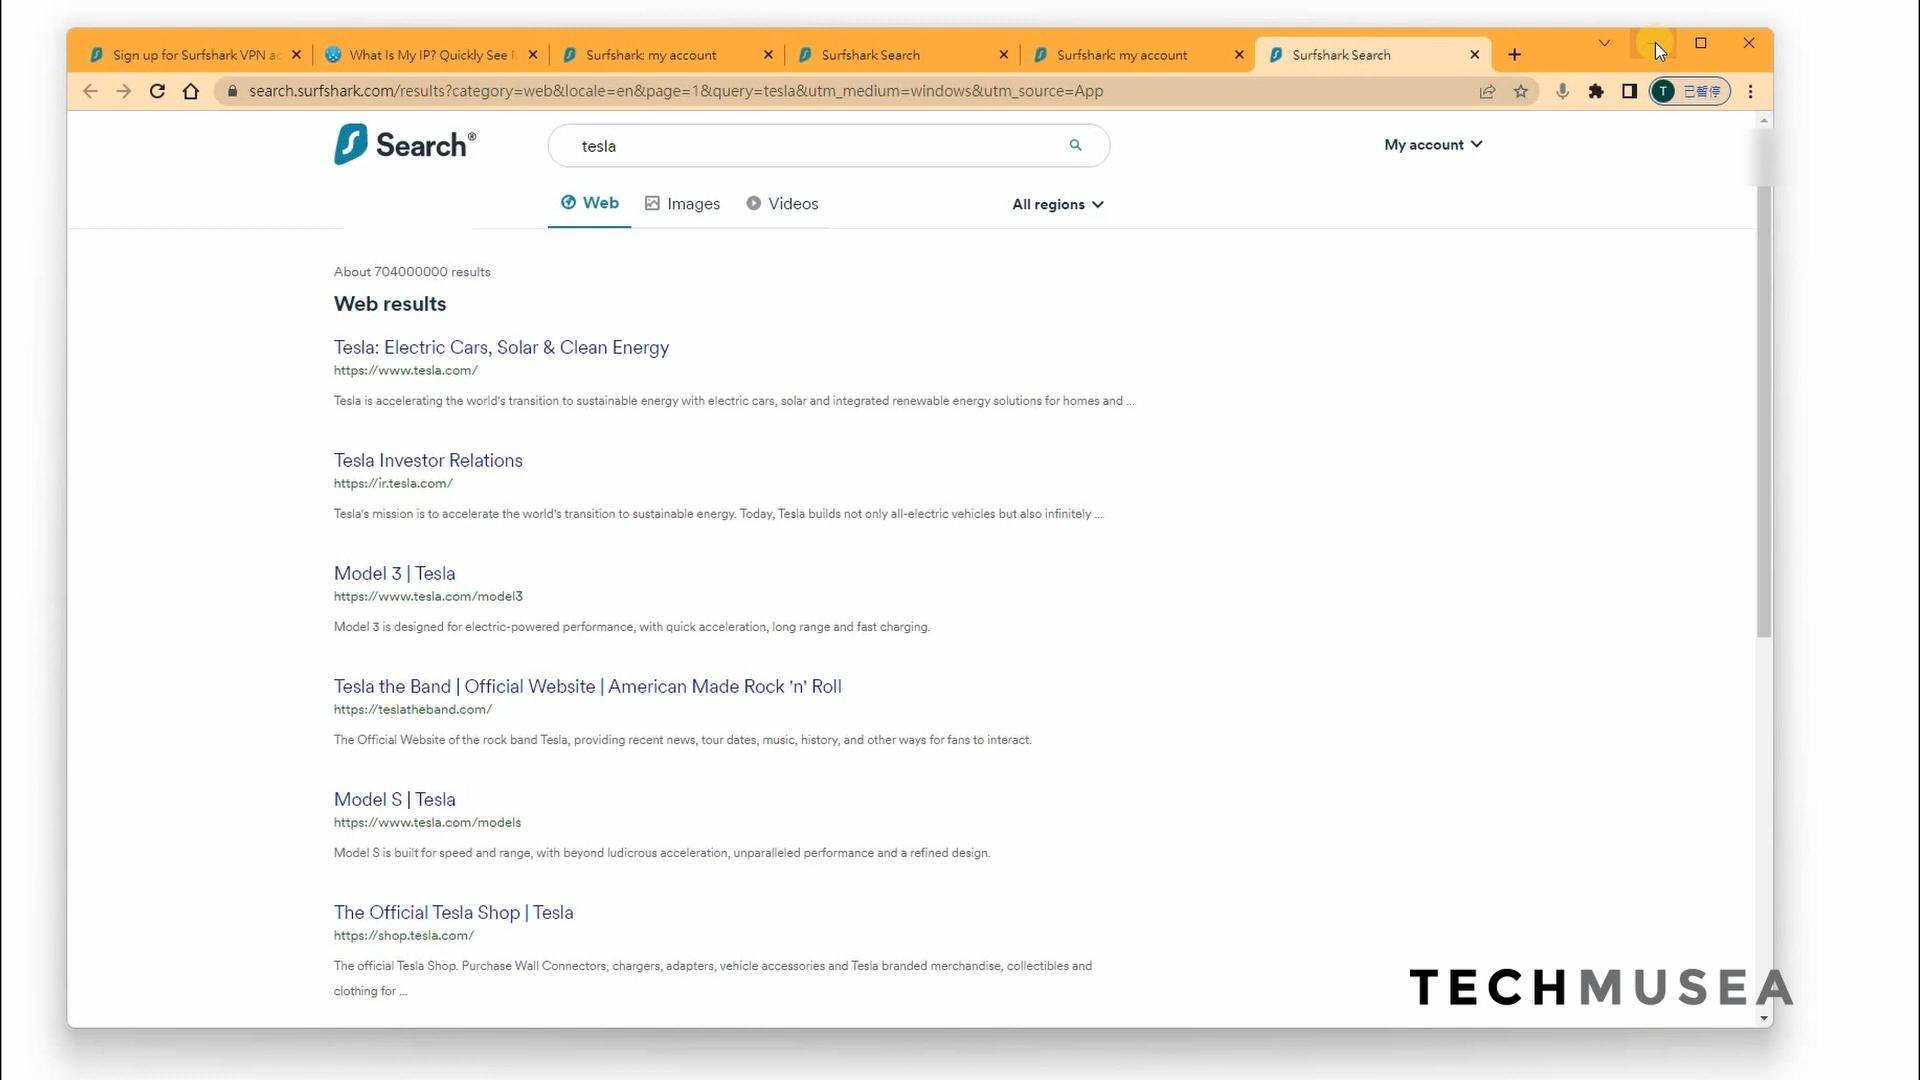 Sign up for Surfshark VPN ac
What Is My IP? Quickly See
Surfshark: my account
Surfshark Search
Surfshark: my account
Surfshark Search
search.surfshark.com/results?category=web&locale=en&page=1&query=tesla&utm_medium=windows&utm_source=App
T 已暂停
Search®
tesla
My account
Web
Images
Videos
All regions
About 704000000 results
Web results
Tesla: Electric Cars, Solar & Clean Energy
https://www.tesla.com/
Tesla is accelerating the world's transition to sustainable energy with electric cars, solar and integrated renewable energy solutions for homes and ...
Tesla Investor Relations
https://ir.tesla.com/
Tesla's mission is to accelerate the world's transition to sustainable energy. Today, Tesla builds not only all-electric vehicles but also infinitely ...
Model 3 | Tesla
https://www.tesla.com/model3
Model 3 is designed for electric-powered performance, with quick acceleration, long range and fast charging.
Tesla the Band | Official Website | American Made Rock 'n' Roll
https://teslatheband.com/
The Official Website of the rock band Tesla, providing recent news, tour dates, music, history, and other ways for fans to interact.
Model S | Tesla
https://www.tesla.com/models
Model S is built for speed and range, with beyond ludicrous acceleration, unparalleled performance and a refined design.
The Official Tesla Shop | Tesla
https://shop.tesla.com/
The official Tesla Shop. Purchase Wall Connectors, chargers, adapters, vehicle accessories and Tesla branded merchandise, collectibles and
clothing for ...
TECHMUSEA